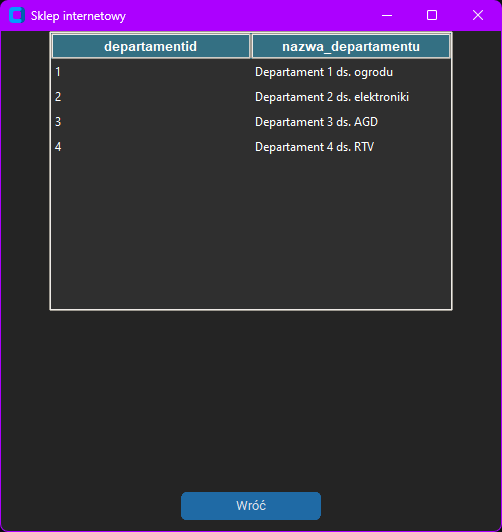 Sklep internetowy
departamentid nazwa_departamentu
1 Departament 1 ds. ogrodu
2 Departament 2 ds. elektroniki
3 Departament 3 ds. AGD
4 Departament 4 ds. RTV
Wróć